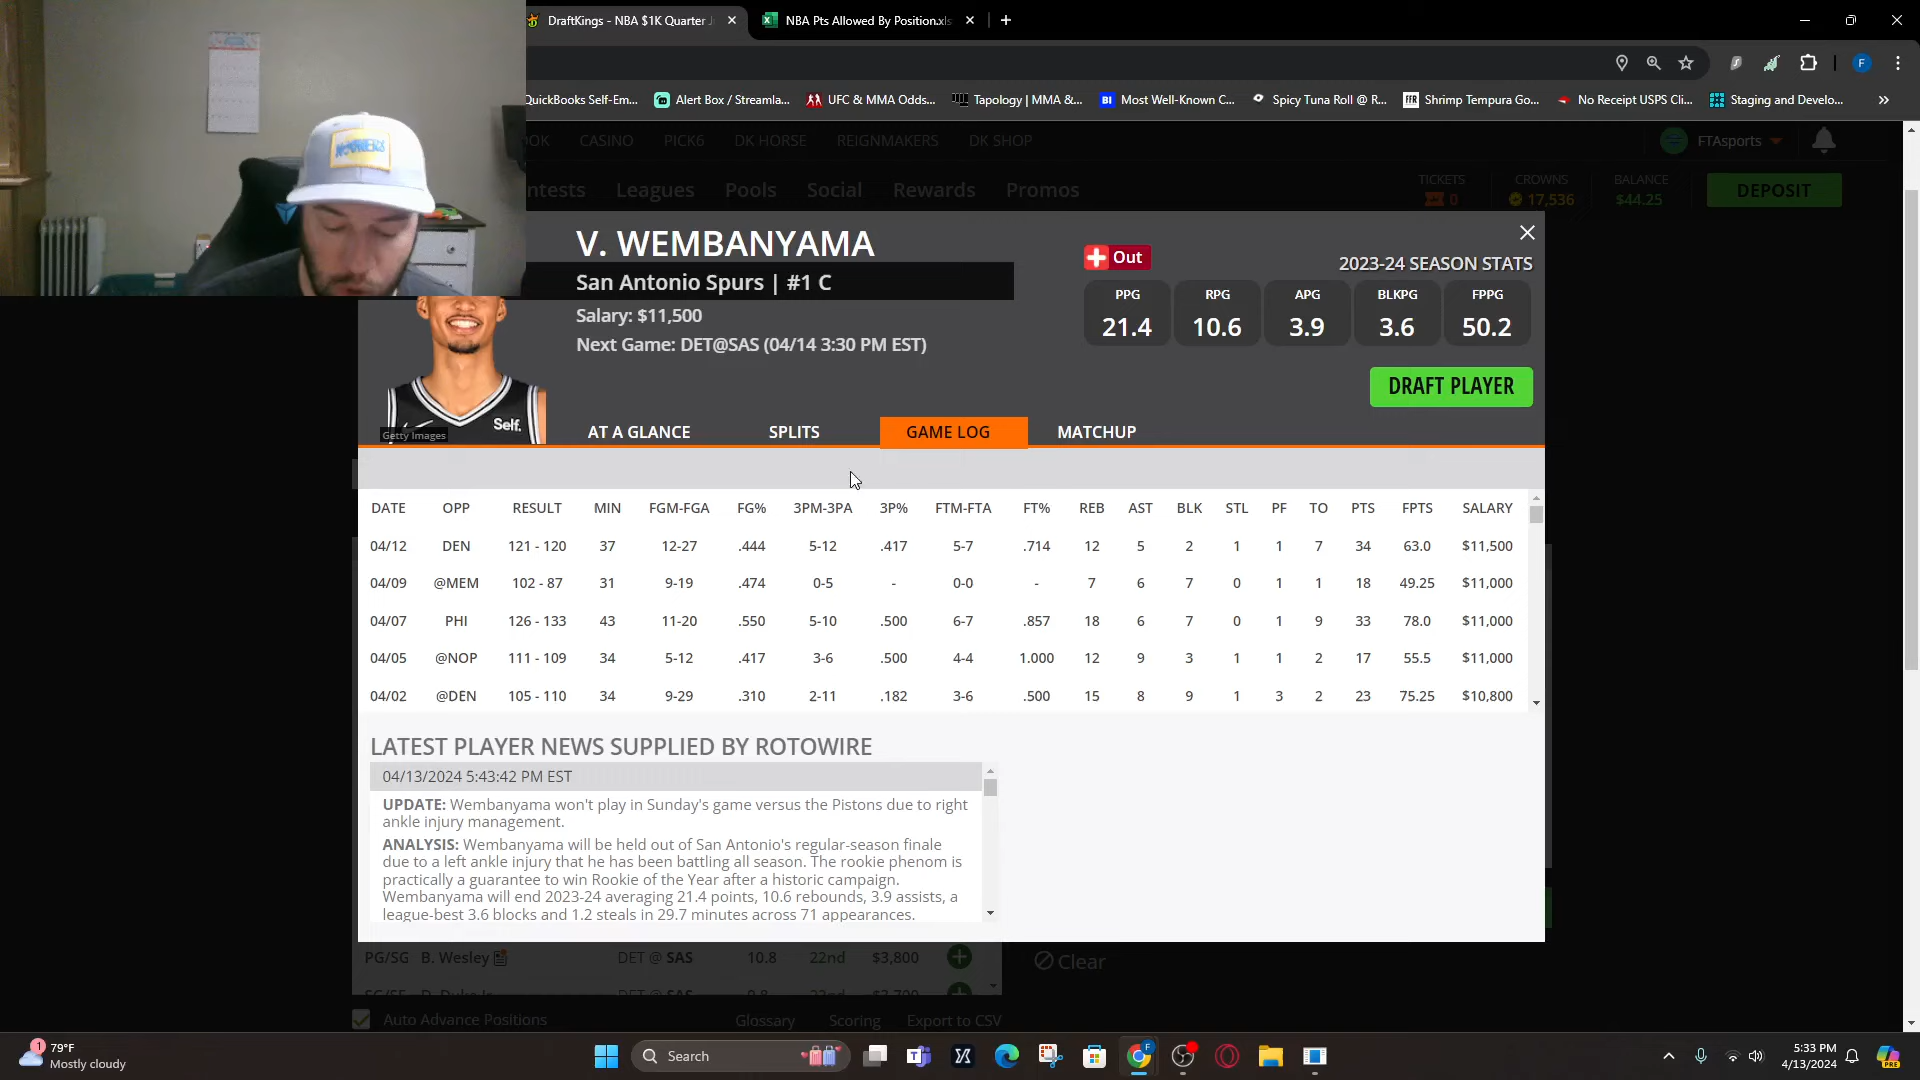 DraftKings - NBA $1K Quarter J
NBA Pts Allowed By Position.xls
F
QuickBooks Self-Em...
Alert Box / Streamla...
UFC & MMA Odds...
Tapology | MMA &...
BI Most Well-Known C...
Spicy Tuna Roll @ R...
FFR Shrimp Tempura Go...
No Receipt USPS Cli...
Staging and Develo...
OK CASINO PICK6 DK HORSE REIGNMAKERS DK SHOP
FTAsports
ntests Leagues Pools Social Rewards Promos
TICKETS CROWNS BALANCE
0 17,536 $44.25
DEPOSIT
V. WEMBANYAMA
San Antonio Spurs | #1 C
Salary: $11,500
Next Game: DET@SAS (04/14 3:30 PM EST)
Out
2023-24 SEASON STATS
PPG RPG APG BLKPG FPPG
21.4 10.6 3.9 3.6 50.2
DRAFT PLAYER
Self.
Getty Images
AT A GLANCE SPLITS GAME LOG MATCHUP
DATE OPP RESULT MIN FGM-FGA FG% 3PM-3PA 3P% FTM-FTA FT% REB AST BLK STL PF TO PTS FPTS SALARY
04/12 DEN 121 - 120 37 12-27 .444 5-12 .417 5-7 .714 12 5 2 1 1 7 34 63.0 $11,500
04/09 @MEM 102 - 87 31 9-19 .474 0-5 - 0-0 - 7 6 7 0 1 1 18 49.25 $11,000
04/07 PHI 126 - 133 43 11-20 .550 5-10 .500 6-7 .857 18 6 7 0 1 9 33 78.0 $11,000
04/05 @NOP 111 - 109 34 5-12 .417 3-6 .500 4-4 1.000 12 9 3 1 1 2 17 55.5 $11,000
04/02 @DEN 105 - 110 34 9-29 .310 2-11 .182 3-6 .500 15 8 9 1 3 2 23 75.25 $10,800
LATEST PLAYER NEWS SUPPLIED BY ROTOWIRE
04/13/2024 5:43:42 PM EST
UPDATE: Wembanyama won't play in Sunday's game versus the Pistons due to right
ankle injury management.
ANALYSIS: Wembanyama will be held out of San Antonio's regular-season finale
due to a left ankle injury that he has been battling all season. The rookie phenom is
practically a guarantee to win Rookie of the Year after a historic campaign.
Wembanyama will end 2023-24 averaging 21.4 points, 10.6 rebounds, 3.9 assists, a
league-best 3.6 blocks and 1.2 steals in 29.7 minutes across 71 appearances.
PG/SG B. Wesley DET @ SAS 10.8 22nd $3,800
Clear
Auto Advance Positions Glossary Scoring Export to CSV
1
79°F
Mostly cloudy
Search
5:33 PM
4/13/2024